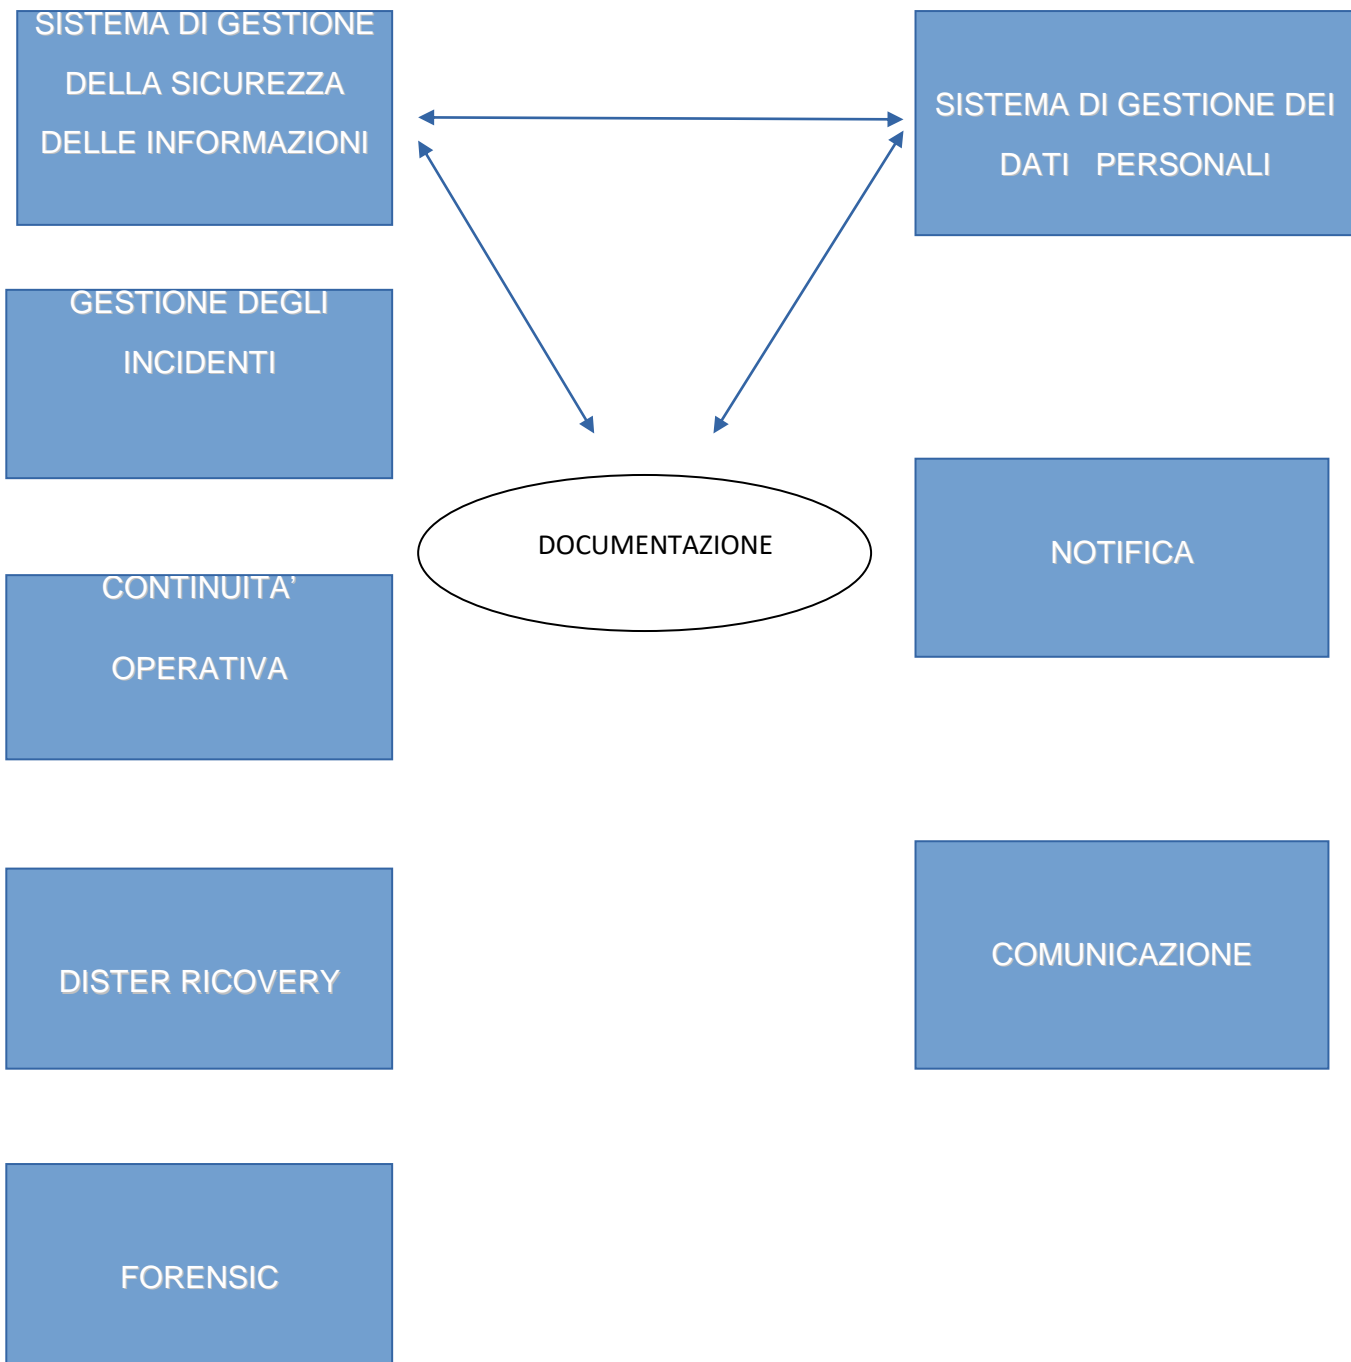 SISTEMA DI GESTIONE
DELLA SICUREZZA
DELLE INFORMAZIONI
SISTEMA DI GESTIONE DEI
DATI PERSONALI
GESTIONE DEGLI
INCIDENTI
DOCUMENTAZIONE
NOTIFICA
CONTINUITA’
OPERATIVA
DISTER RICOVERY
COMUNICAZIONE
FORENSIC